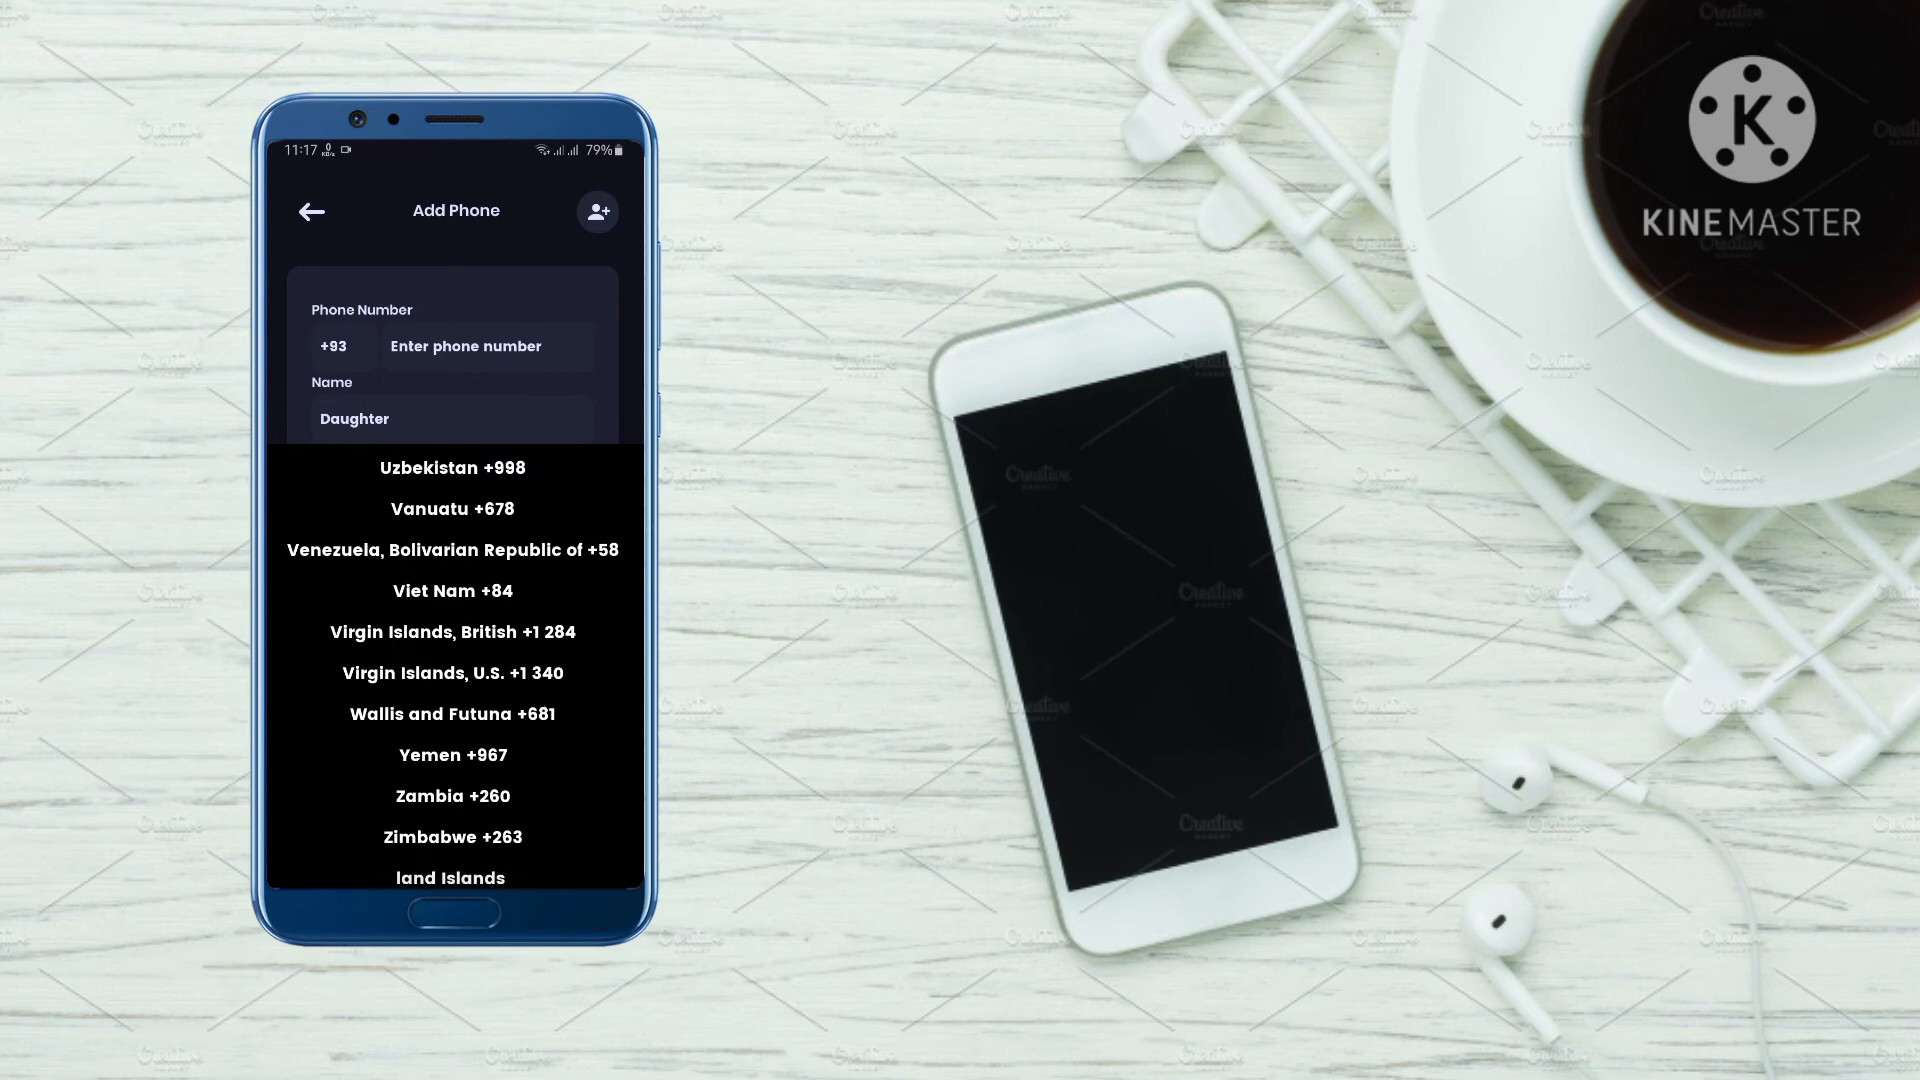 11:17
79%
Add Phone
Phone Number
+93
Enter phone number
Name
Daughter
Uzbekistan +998
Vanuatu +678
Venezuela, Bolivarian Republic of +58
Viet Nam +84
Virgin Islands, British +1 284
Virgin Islands, U.S. +1 340
Wallis and Futuna +681
Yemen +967
Zambia +260
Zimbabwe +263
land Islands
K
KINEMASTER
Creative
MARKET